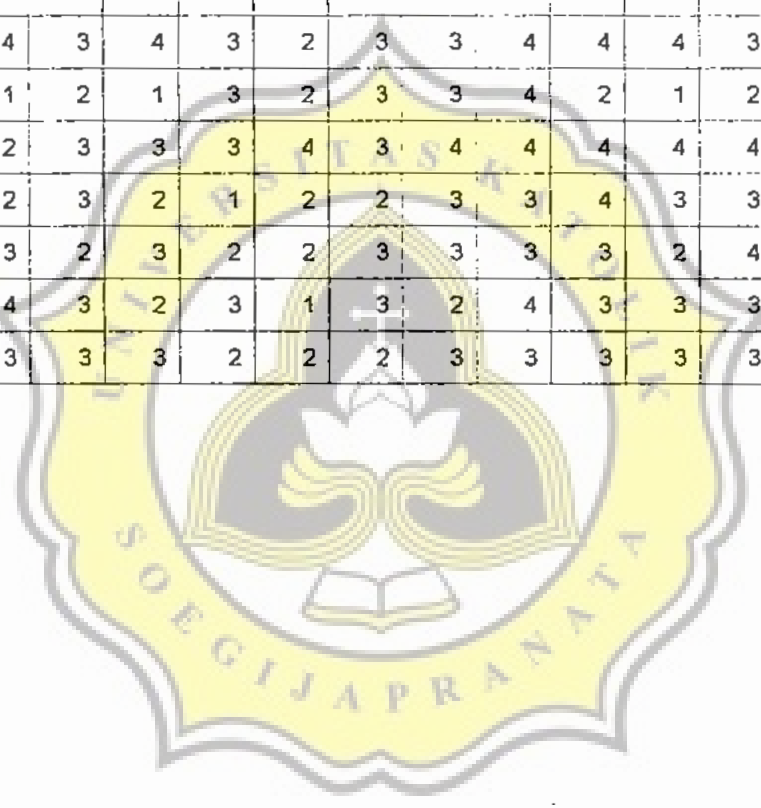 4 3 4 3 2 3 3 4 4 4 3
1 2 1 3 2 3 3 4 2 1 2
2 3 3 3 4 3 4 4 4 4 4
2 3 2 1 2 2 3 3 4 3 3
3 2 3 2 2 3 3 3 3 2 4
4 3 2 3 1 3 2 4 3 3 3
3 3 3 2 2 2 3 3 3 3 3
UNIVERSITAS KATOLIK
SOEGIJAPRANATA